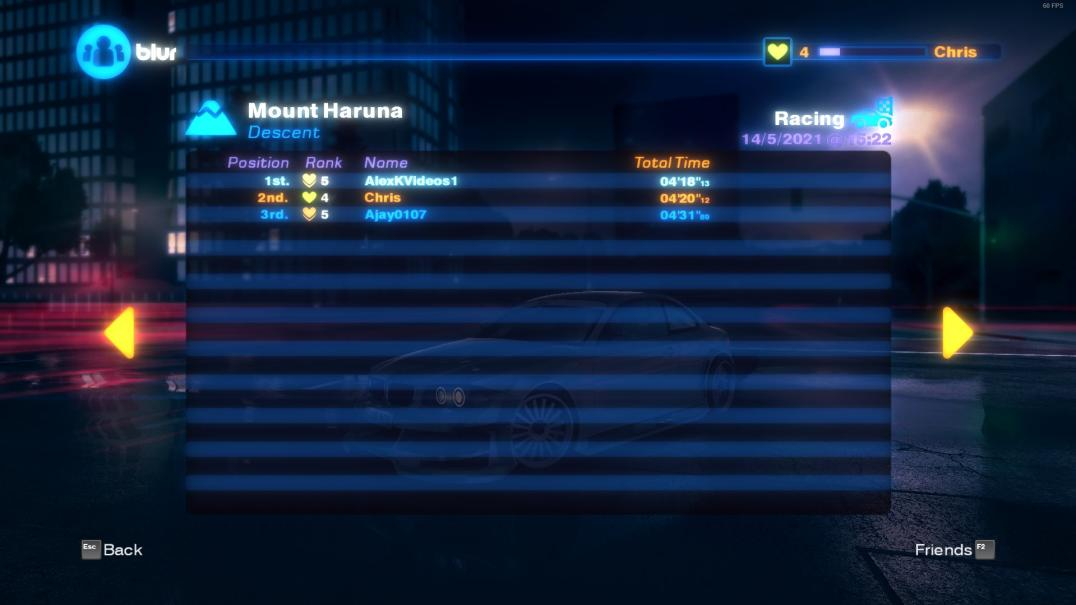 60 FPS
blur 4 Chris
Mount Haruna Racing
Descent 14/5/2021 @ 15:22
Position Rank Name Total Time
1st. 5 AlexKVideos1 04'18"13
2nd. 4 Chris 04'20"12
3rd. 5 Ajay0107 04'31"80
Esc Back Friends F2